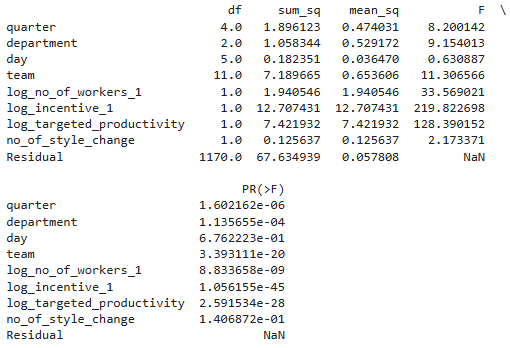 df sum_sq mean_sq F \
quarter 4.0 1.896123 0.474031 8.200142
department 2.0 1.058344 0.529172 9.154013
day 5.0 0.182351 0.036470 0.630887
team 11.0 7.189665 0.653606 11.306566
log_no_of_workers_1 1.0 1.940546 1.940546 33.569021
log_incentive_1 1.0 12.707431 12.707431 219.822698
log_targeted_productivity 1.0 7.421932 7.421932 128.390152
no_of_style_change 1.0 0.125637 0.125637 2.173371
Residual 1170.0 67.634939 0.057808 NaN
PR(>F)
quarter 1.602162e-06
department 1.135655e-04
day 6.762223e-01
team 3.393111e-20
log_no_of_workers_1 8.833658e-09
log_incentive_1 1.056155e-45
log_targeted_productivity 2.591534e-28
no_of_style_change 1.406872e-01
Residual NaN